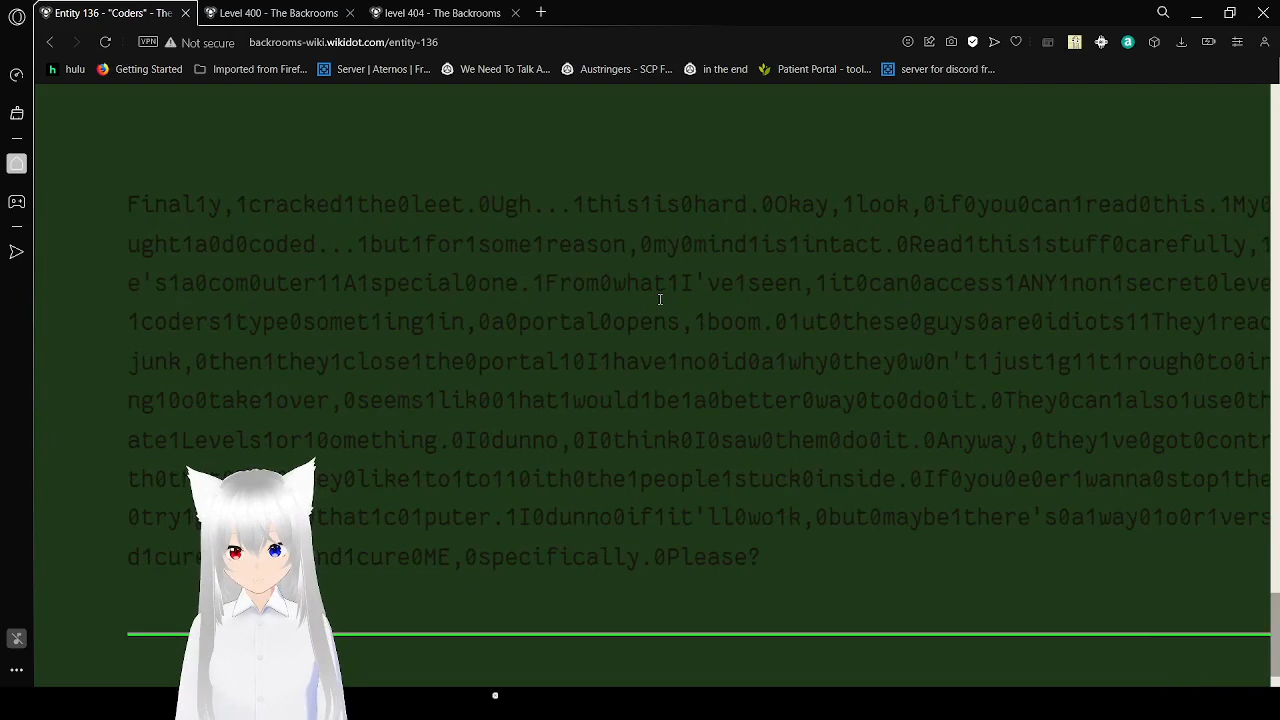 Entity 136 - "Coders" - The
Level 400 - The Backrooms
level 404 - The Backrooms
VPN
Not secure
backrooms-wiki.wikidot.com/entity-136
hulu
Getting Started
Imported from Firef...
Server | Aternos | Fr...
We Need To Talk A...
Austringers - SCP F...
in the end
Patient Portal - tool...
server for discord fr...
Final1y,1cracked1the0leet.0Ugh...1this1is0hard.0Okay,1look,0if0you0can1read0this.1My0
ught1a0d0coded...1but1for1some1reason,0my0mind1is1intact.0Read1this1stuff0carefully,1
e's1a0com0uter11A1special0one.1From0what1I've1seen,1it0can0access1ANY1non1secret0leve
1coders1type0somet1ing1in,0a0portal0opens,1boom.01ut0these0guys0are0idiots11They1reac
junk,0then1they1close1the0portal10I1have1no0id0a1why0they0w0n't1just1g11t1rough0to0in
ng10o0take1over,0seems1lik001hat1would1be1a0better0way0to0do0it.0They0can1also1use0th
ate1Levels1or10omething.0I0dunno,0I0think0I0saw0them0do0it.0Anyway,0they1ve0got0contr
th0th ey0like1to1to110ith0the1people1stuck0inside.0If0you0e0er1wanna0stop1the
0try1 that1c01puter.1I0dunno0if1it'll0wo1k,0but0maybe1there's0a1way01o0r1vers
d1cure nd1cure0ME,0specifically.0Please?